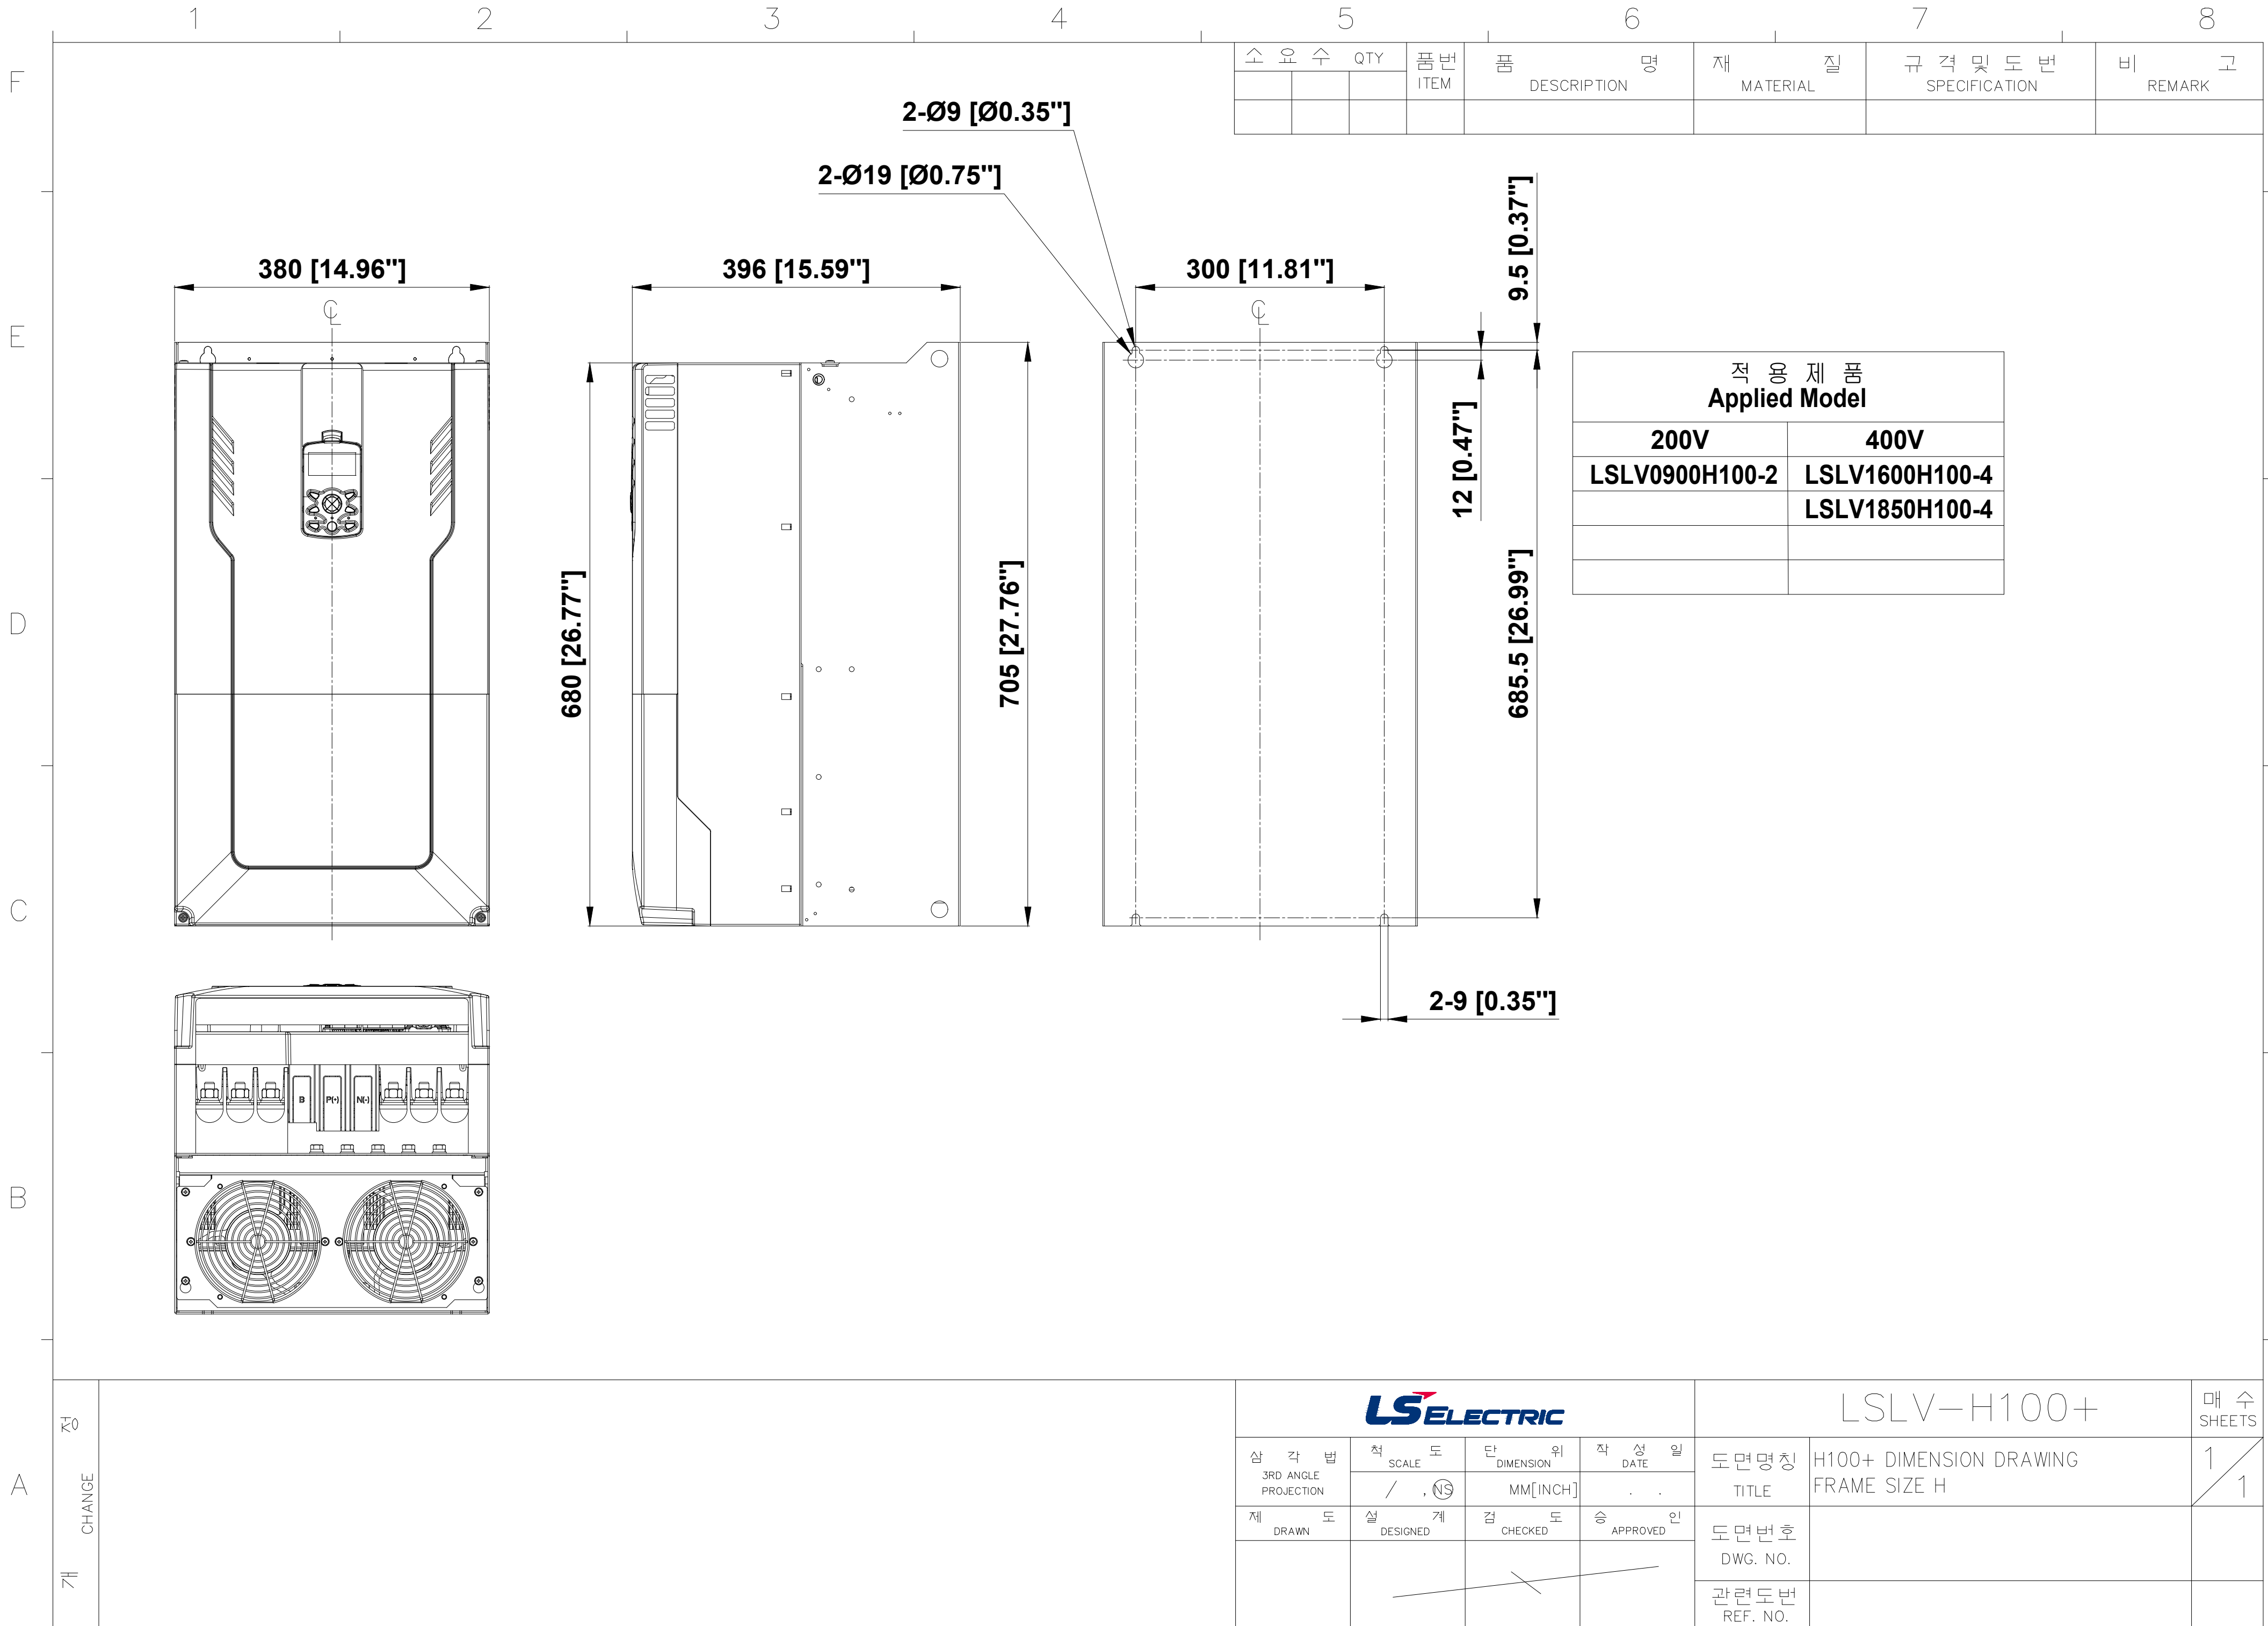 1 2 3 4 5 6 7 8
F
E
D
C
B
A
소 요 수 QTY
품번
ITEM
품 명
DESCRIPTION
재 질
MATERIAL
규 격 및 도 번
SPECIFICATION
비 고
REMARK
2-Ø9 [Ø0.35"]
2-Ø19 [Ø0.75"]
380 [14.96"]
396 [15.59"]
300 [11.81"]
9.5 [0.37"]
℄
℄
12 [0.47"]
680 [26.77"]
705 [27.76"]
685.5 [26.99"]
2-9 [0.35"]
적 용 제 품
Applied Model
200V 400V
LSLV0900H100-2 LSLV1600H100-4
LSLV1850H100-4
B P(+) N(-)
정
CHANGE
개
LS ELECTRIC
LSLV-H100+
매 수
SHEETS
삼 각 법
3RD ANGLE
PROJECTION
척 도
SCALE
/ , NS
단 위
DIMENSION
MM[INCH]
작 성 일
DATE
. .
도면명칭
TITLE
H100+ DIMENSION DRAWING
FRAME SIZE H
1/1
제 도
DRAWN
설 계
DESIGNED
검 도
CHECKED
승 인
APPROVED
도면번호
DWG. NO.
관련도번
REF. NO.